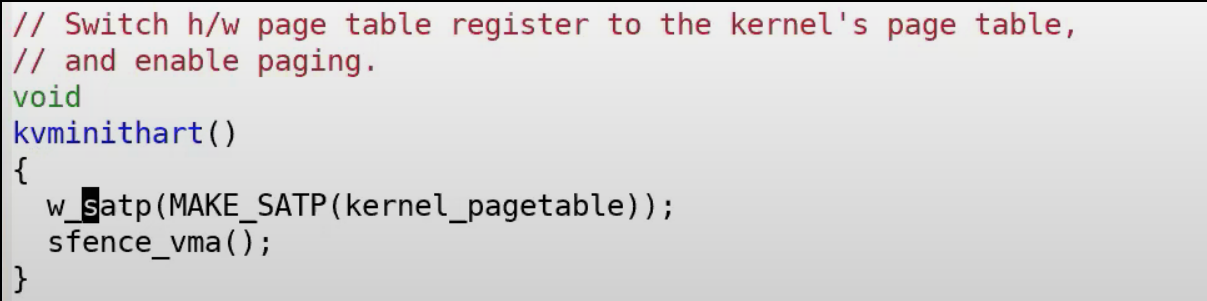 // Switch h/w page table register to the kernel's page table,
// and enable paging.
void
kvminithart()
{
  w_satp(MAKE_SATP(kernel_pagetable));
  sfence_vma();
}